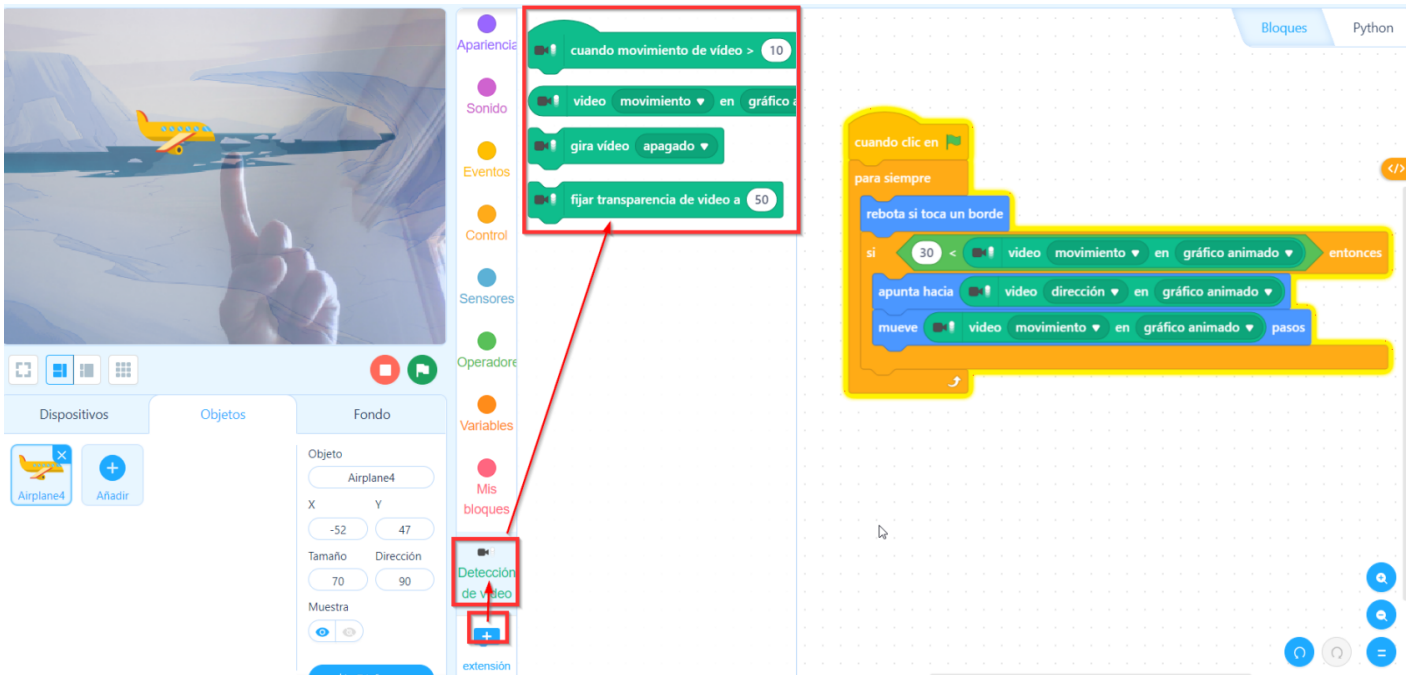 Apariencia
Sonido
Eventos
Control
Sensores
Operadore
Variables
Mis
bloques
Detección
de video
extensión
cuando movimiento de vídeo > 10
video movimiento en gráfico a
gira vídeo apagado
fijar transparencia de video a 50
Bloques Python
cuando clic en
para siempre
rebota si toca un borde
si 30 < video movimiento en gráfico animado entonces
apunta hacia video dirección en gráfico animado
mueve video movimiento en gráfico animado pasos
Dispositivos Objetos Fondo
Airplane4 Añadir
Objeto
Airplane4
X Y
-52 47
Tamaño Dirección
70 90
Muestra